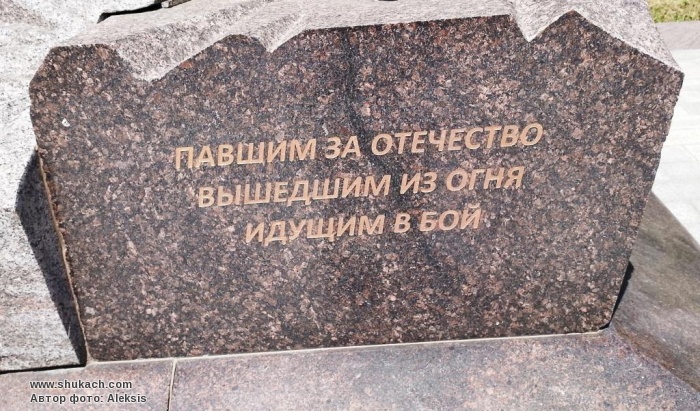 ПАВШИМ ЗА ОТЕЧЕСТВО
ВЫШЕДШИМ ИЗ ОГНЯ
ИДУЩИМ В БОЙ
www.shukach.com
Автор фото: Aleksis